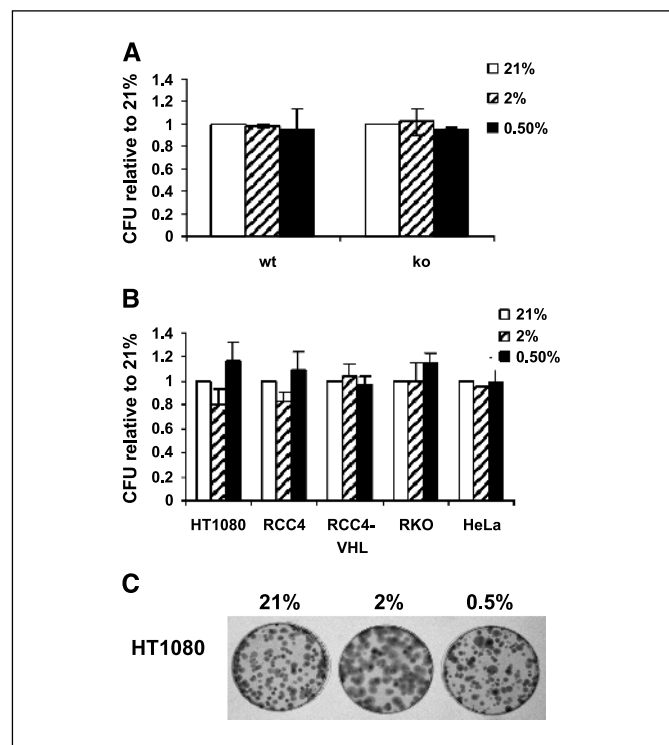 A
CFU relative to 21%
1.4
1.2
1
0.8
0.6
0.4
0.2
0
wt
ko
21%
2%
0.50%
B
CFU relative to 21%
1.4
1.2
1
0.8
0.6
0.4
0.2
0
HT1080
RCC4
RCC4-
VHL
RKO
HeLa
21%
2%
0.50%
C
21%
2%
0.5%
HT1080